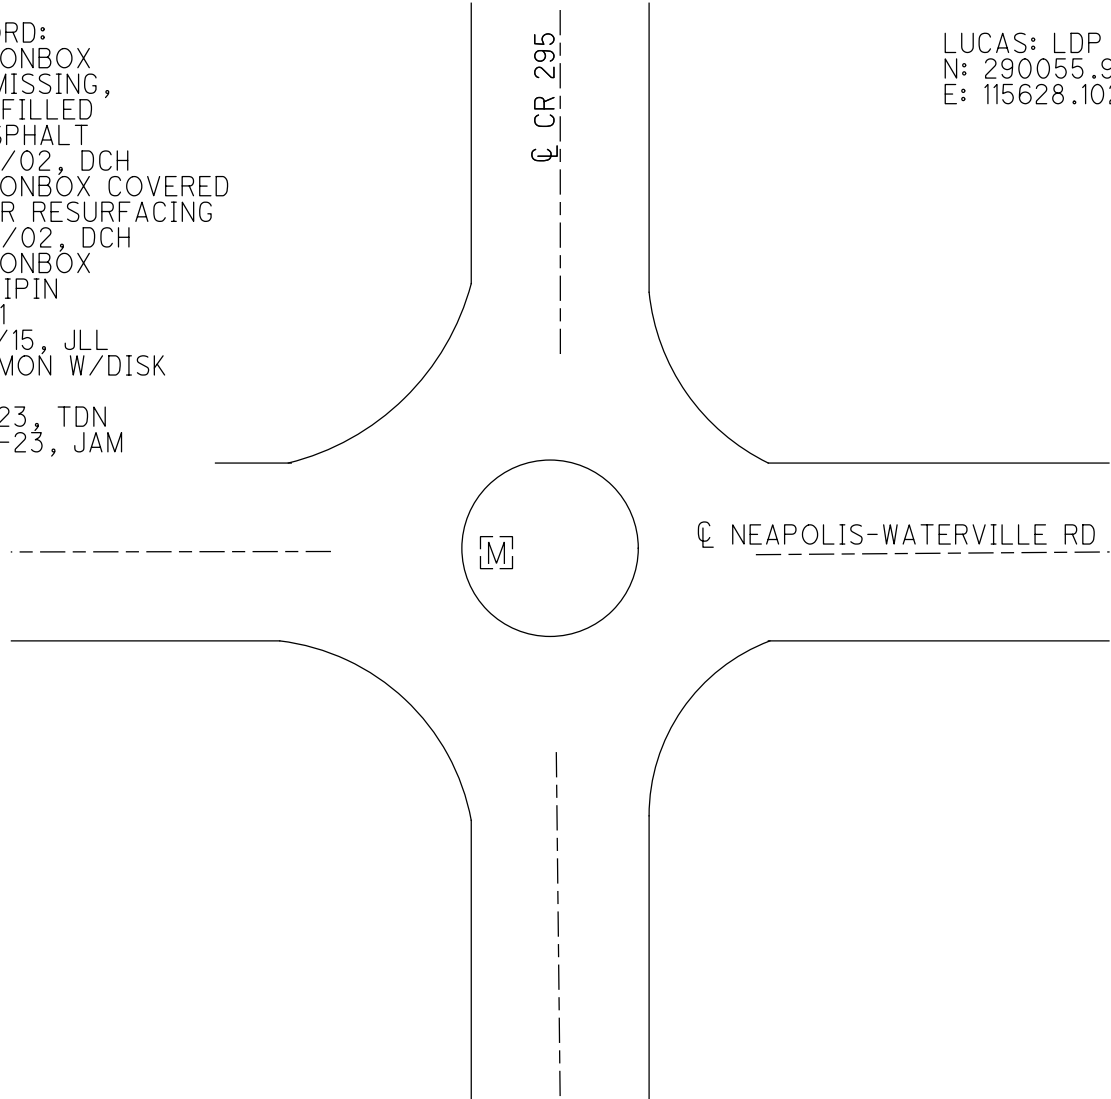 RD:
ONBOX
MISSING,
FILLED
SPHALT
/02, DCH
ONBOX COVERED
R RESURFACING
/02, DCH
ONBOX
IPIN
1
/15, JLL
MON W/DISK
23, TDN
-23, JAM
℄ CR 295
LUCAS: LDP
N: 290055.9
E: 115628.102
℄ NEAPOLIS-WATERVILLE RD
M